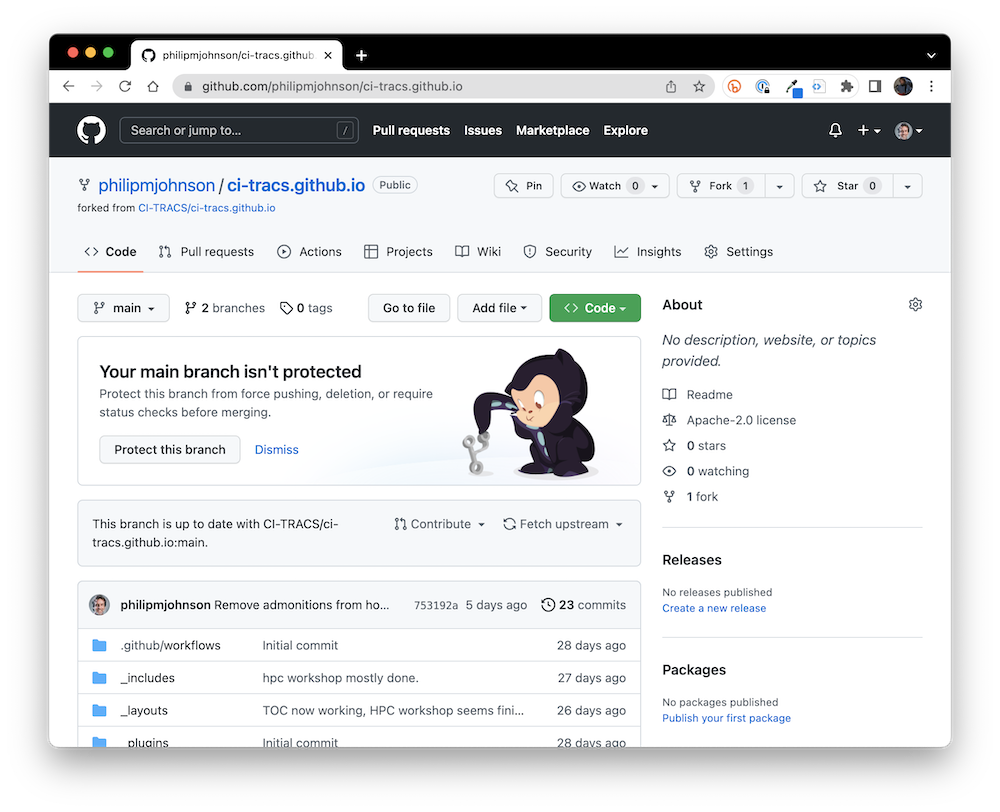 philipmjohnson/ci-tracs.github.
github.com/philipmjohnson/ci-tracs.github.io
Search or jump to... /
Pull requests Issues Marketplace Explore
philipmjohnson / ci-tracs.github.io Public
Pin Watch 0 Fork 1 Star 0
forked from CI-TRACS/ci-tracs.github.io
Code Pull requests Actions Projects Wiki Security Insights Settings
main 2 branches 0 tags Go to file Add file Code
Your main branch isn't protected
Protect this branch from force pushing, deletion, or require
status checks before merging.
Protect this branch Dismiss
This branch is up to date with CI-TRACS/ci-
tracs.github.io:main.
Contribute Fetch upstream
philipmjohnson Remove admonitions from ho... 753192a 5 days ago 23 commits
.github/workflows Initial commit 28 days ago
_includes hpc workshop mostly done. 27 days ago
_layouts TOC now working, HPC workshop seems fini... 26 days ago
_plugins Initial commit 28 days ago
About
No description, website, or topics
provided.
Readme
Apache-2.0 license
0 stars
0 watching
1 fork
Releases
No releases published
Create a new release
Packages
No packages published
Publish your first package